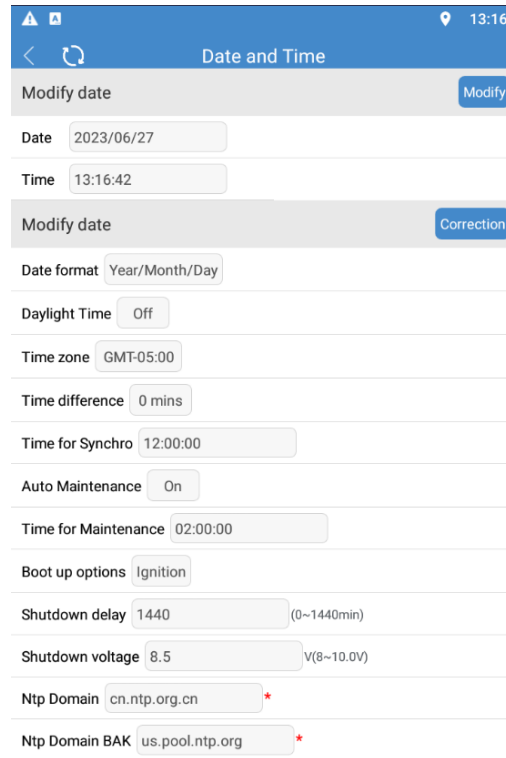 A 13:16
Date and Time
Modify date Modify
Date 2023/06/27
Time 13:16:42
Modify date Correction
Date format Year/Month/Day
Daylight Time Off
Time zone GMT-05:00
Time difference 0 mins
Time for Synchro 12:00:00
Auto Maintenance On
Time for Maintenance 02:00:00
Boot up options Ignition
Shutdown delay 1440 (0~1440min)
Shutdown voltage 8.5 V(8~10.0V)
Ntp Domain cn.ntp.org.cn *
Ntp Domain BAK us.pool.ntp.org *